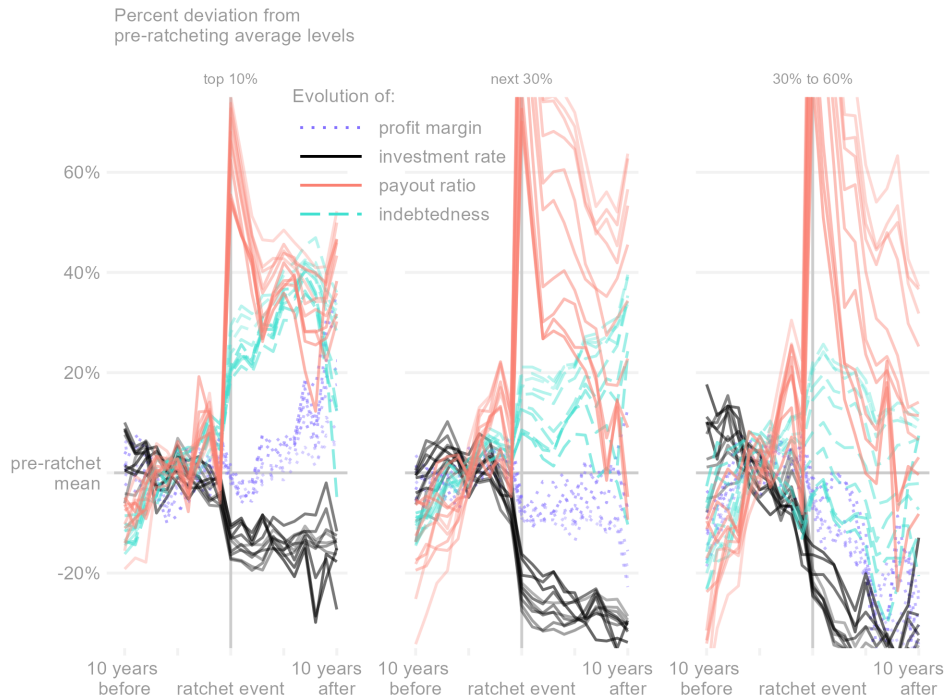 Percent deviation from
pre-ratcheting average levels
top 10%
next 30%
30% to 60%
Evolution of:
profit margin
investment rate
payout ratio
indebtedness
60%
40%
20%
pre-ratchet
mean
-20%
10 years
before
ratchet event
10 years
after
10 years
before
ratchet event
10 years
after
10 years
before
ratchet event
10 years
after